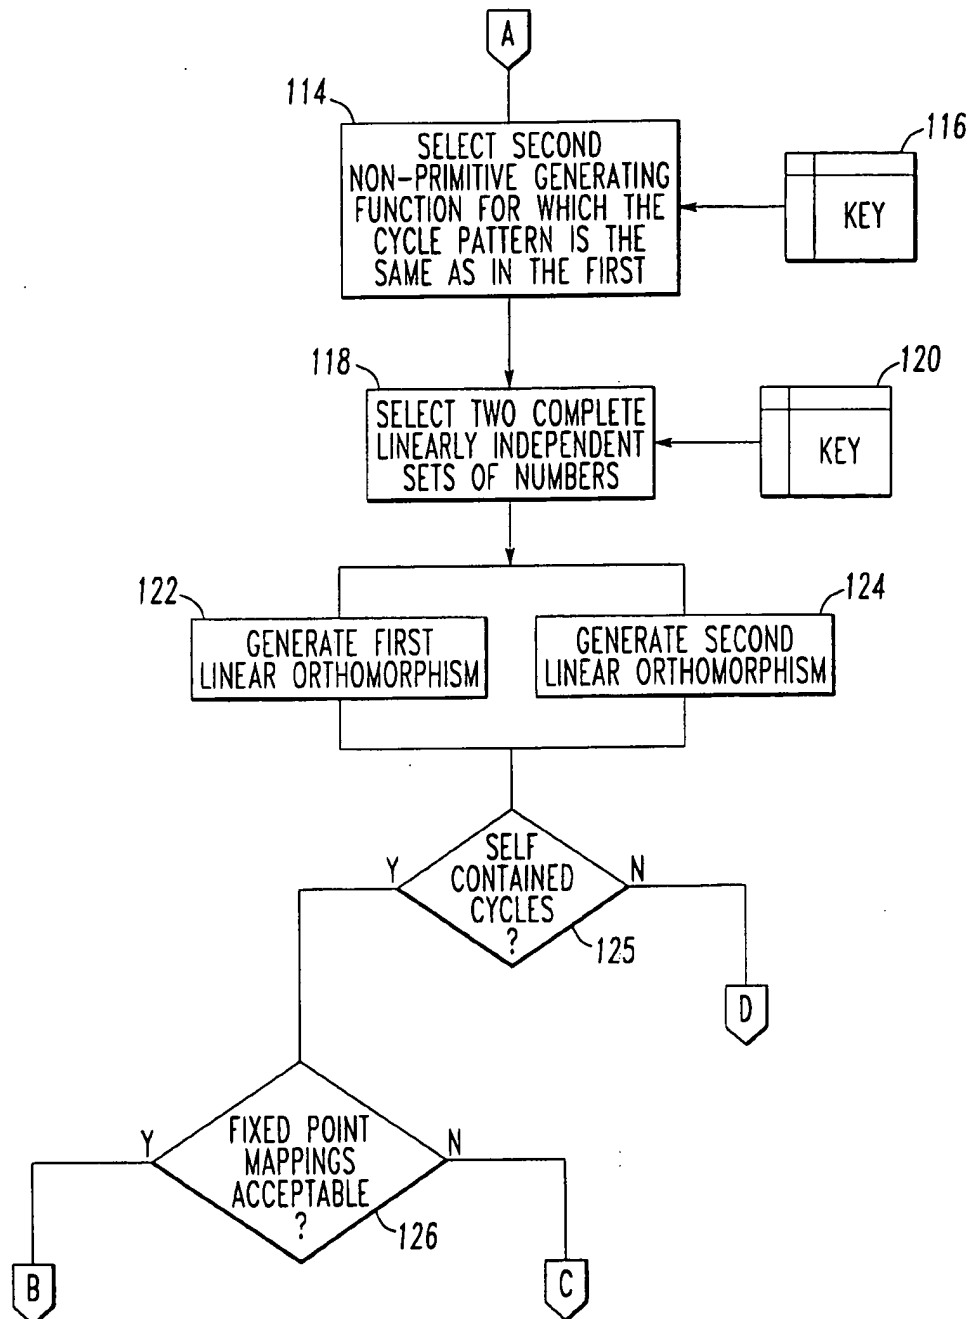 A
114
SELECT SECOND
NON-PRIMITIVE GENERATING
FUNCTION FOR WHICH THE
CYCLE PATTERN IS THE
SAME AS IN THE FIRST
116
KEY
118
SELECT TWO COMPLETE
LINEARLY INDEPENDENT
SETS OF NUMBERS
120
KEY
122
GENERATE FIRST
LINEAR ORTHOMORPHISM
124
GENERATE SECOND
LINEAR ORTHOMORPHISM
Y
SELF
CONTAINED
CYCLES
?
N
125
D
Y
FIXED POINT
MAPPINGS
ACCEPTABLE
?
N
126
B
C